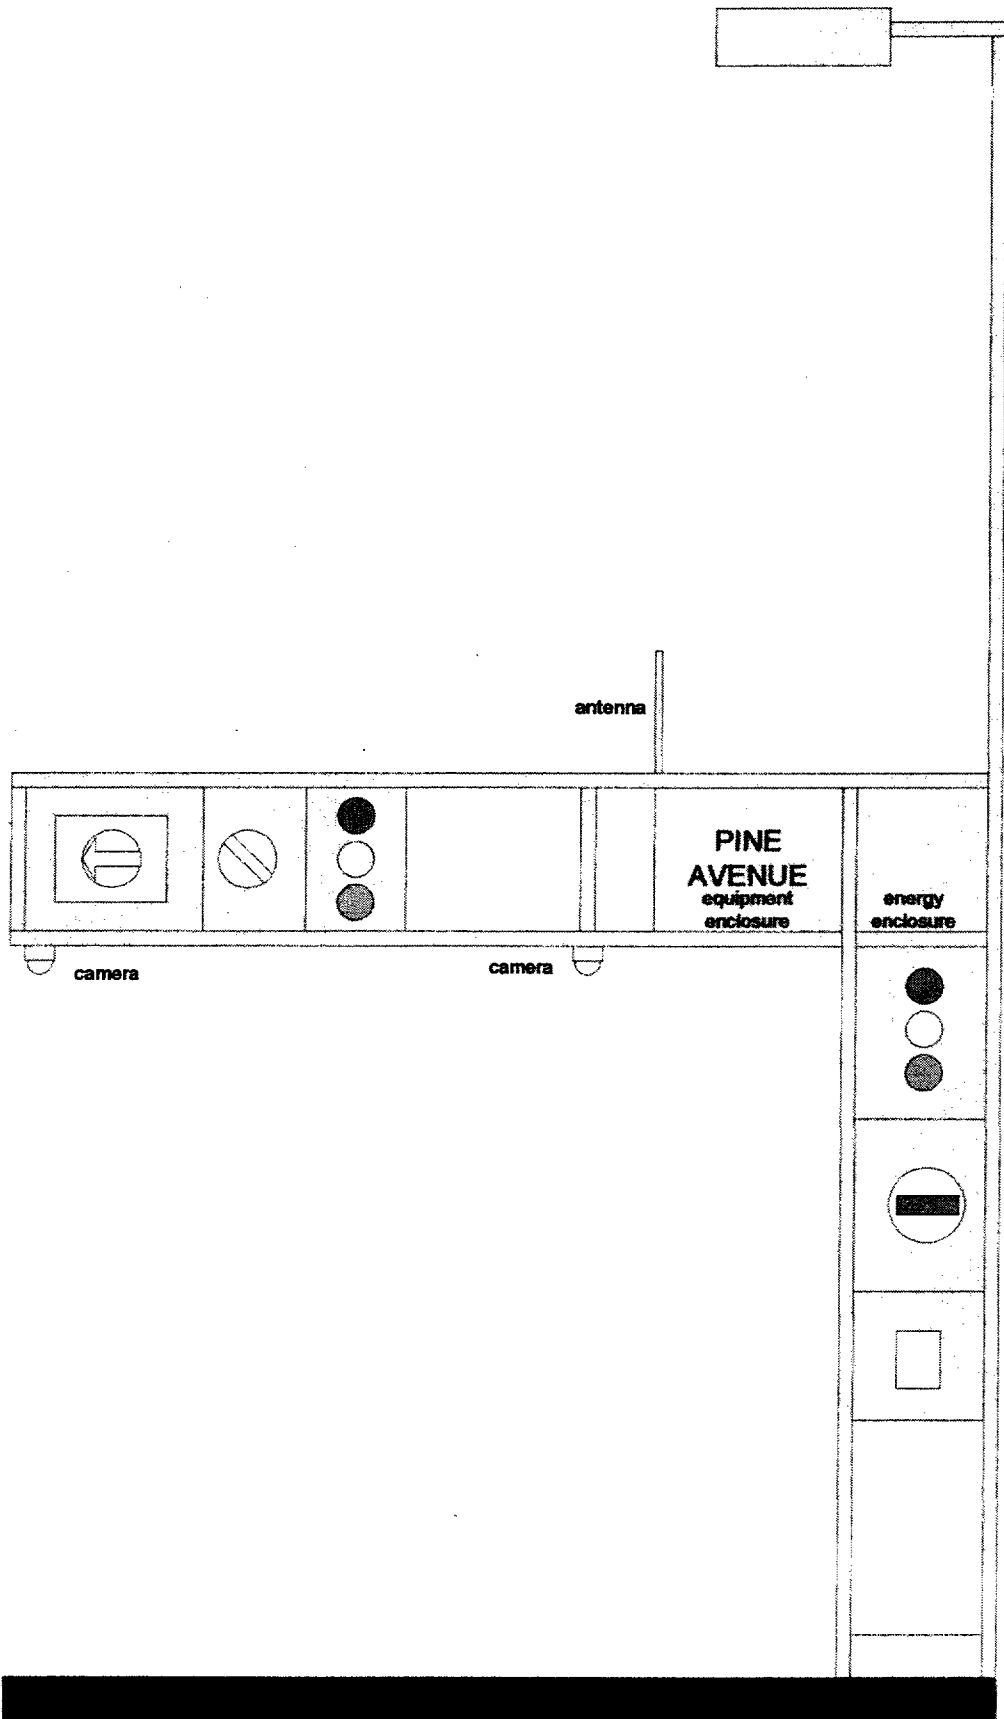 antenna
PINE
AVENUE
equipment
enclosure
energy
enclosure
camera
camera